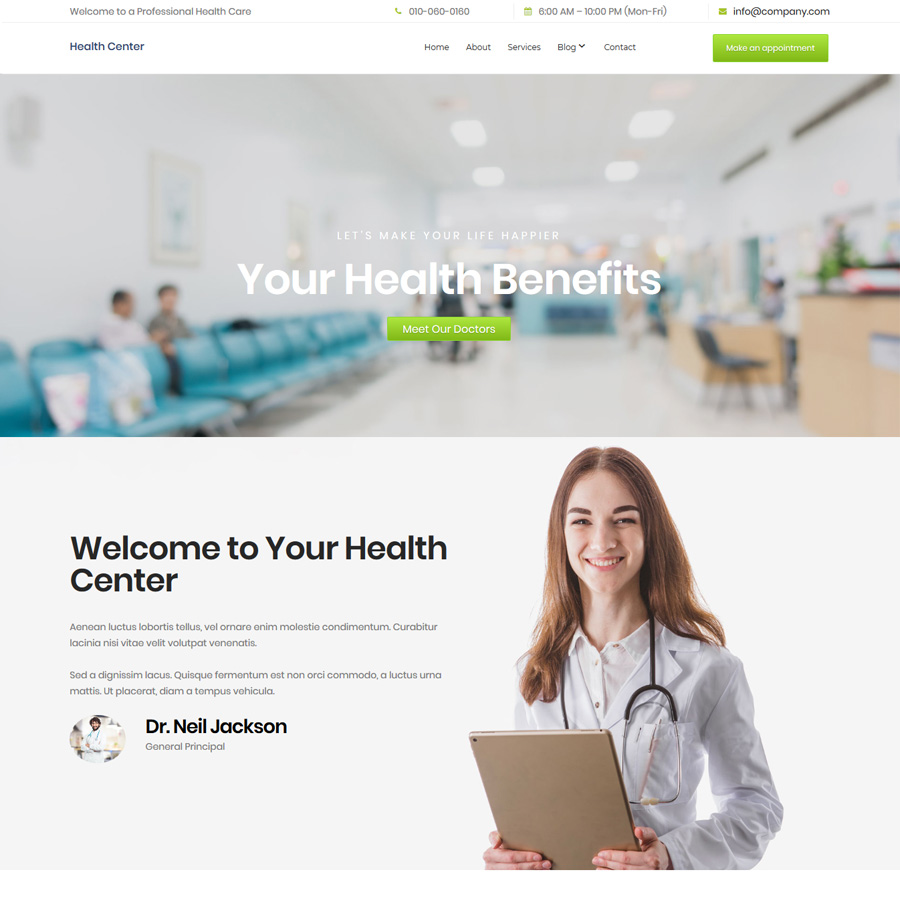 Welcome to a Professional Health Care
010-060-0160
6:00 AM – 10:00 PM (Mon-Fri)
info@company.com
Health Center
Home
About
Services
Blog
Contact
Make an appointment
LET'S MAKE YOUR LIFE HAPPIER
Your Health Benefits
Meet Our Doctors
Welcome to Your Health
Center
Aenean luctus lobortis tellus, vel ornare enim molestie condimentum. Curabitur
lacinia nisi vitae velit volutpat venenatis.
Sed a dignissim lacus. Quisque fermentum est non orci commodo, a luctus urna
mattis. Ut placerat, diam a tempus vehicula.
Dr. Neil Jackson
General Principal